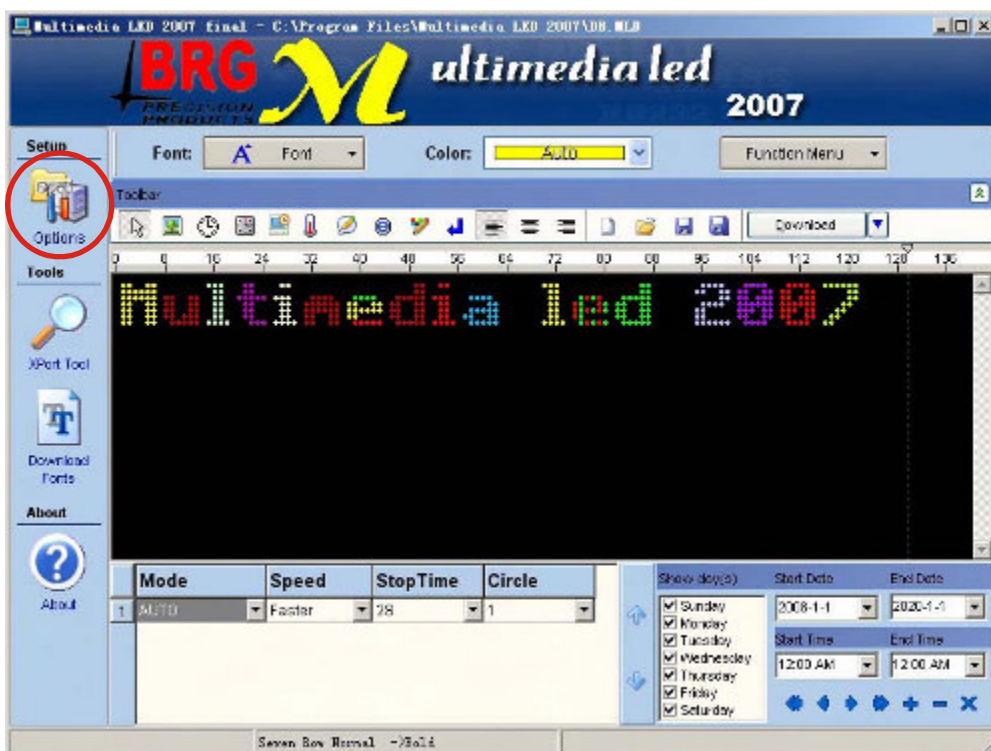 Multimedia LED 2007 final - C:\Program Files\Multimedia LED 2007\DB.MLD
BRG Multimedia led
PRECISION
PRODUCTS
2007
Setup
Font: A Font Color: Auto Function Menu
Toolbar
Options
Download
0 8 16 24 32 40 48 56 64 72 80 88 96 104 112 120 128 136
Tools
Multimedia led 2007
XPort Tool
Download
Fonts
About
About
Mode Speed StopTime Circle
1 AUTO Faster 28 1
Show day(s) Start Date End Date
Sunday 2008-1-1 2020-1-1
Monday
Tuesday Start Time End Time
Wednesday 12:00 AM 12:00 AM
Thursday
Friday
Saturday
Seven Row Normal ->Bold